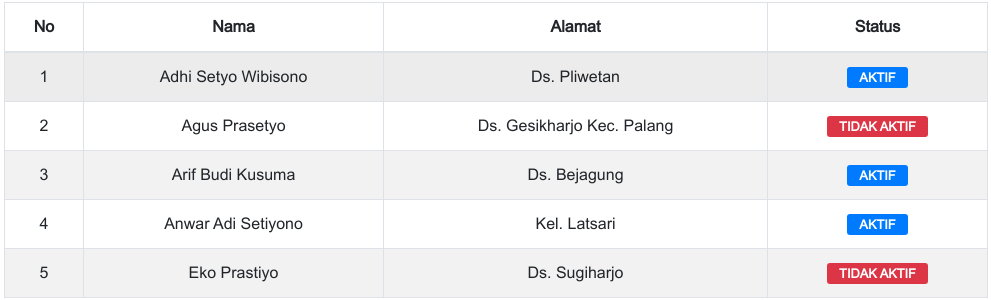 No Nama Alamat Status
1 Adhi Setyo Wibisono Ds. Pliwetan AKTIF
2 Agus Prasetyo Ds. Gesikharjo Kec. Palang TIDAK AKTIF
3 Arif Budi Kusuma Ds. Bejagung AKTIF
4 Anwar Adi Setiyono Kel. Latsari AKTIF
5 Eko Prastiyo Ds. Sugiharjo TIDAK AKTIF